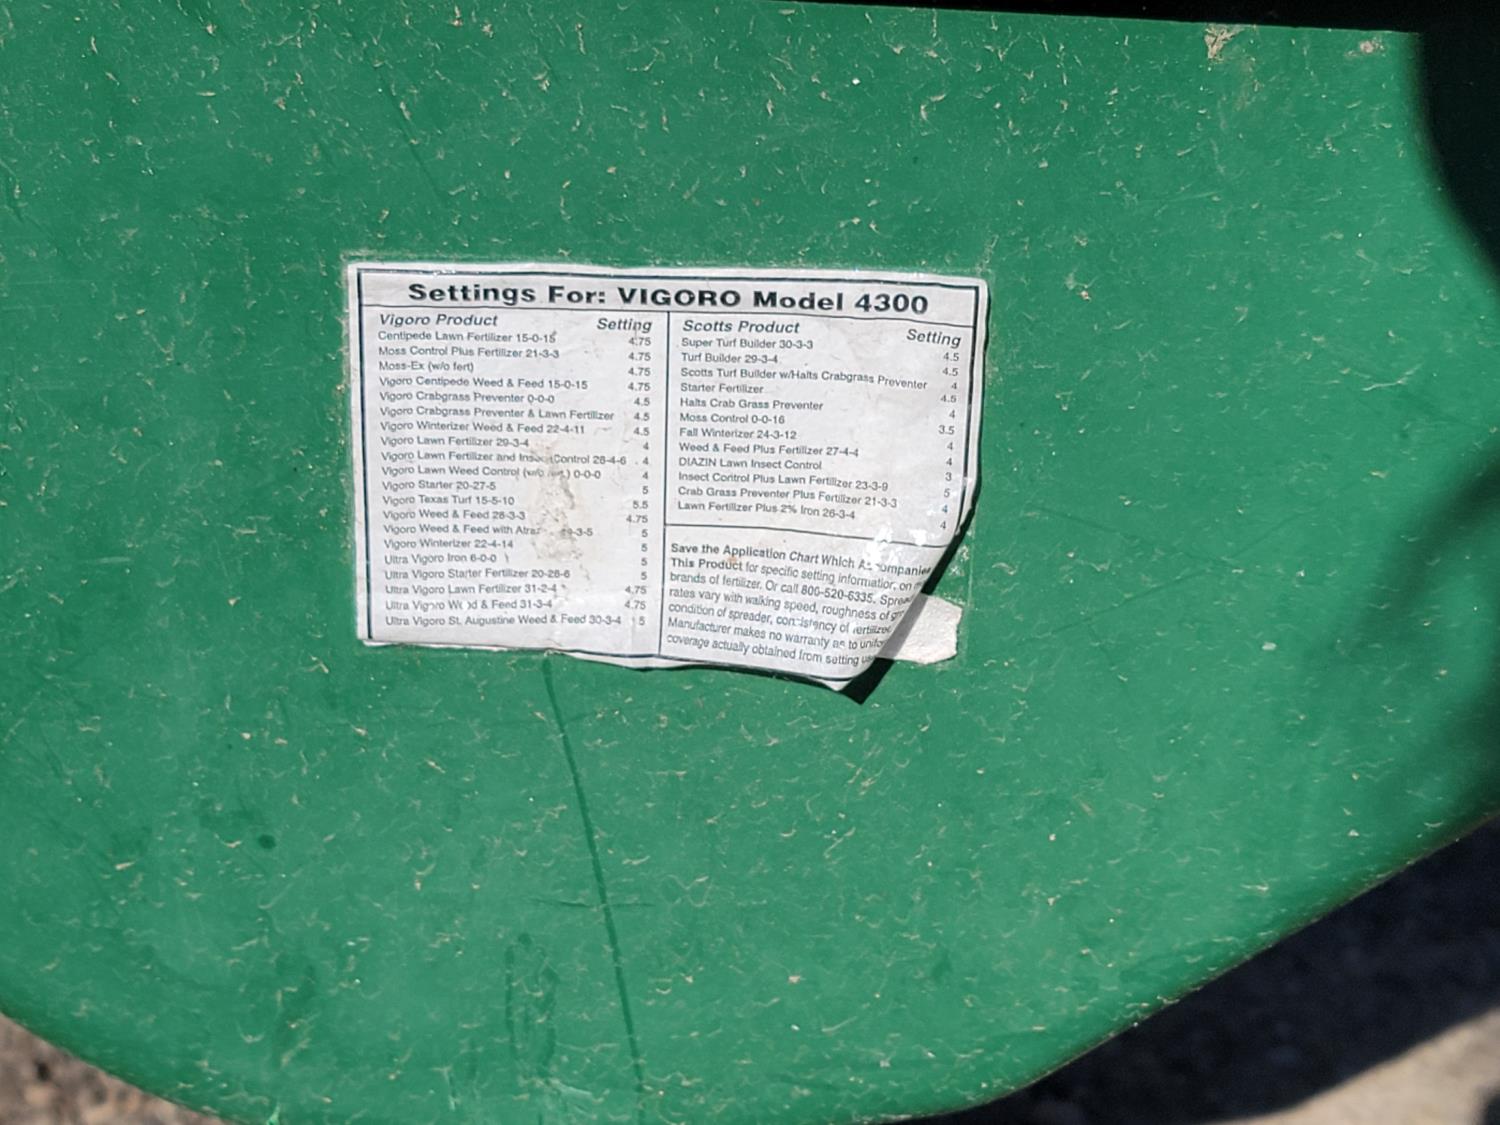 Settings For: VIGORO Model 4300
Vigoro Product Setting
Centipede Lawn Fertilizer 15-0-15 4.75
Moss Control Plus Fertilizer 21-3-3 4.75
Moss-Ex (w/o fert) 4.75
Vigoro Centipede Weed & Feed 15-0-15 4.75
Vigoro Crabgrass Preventer 0-0-0 4.5
Vigoro Crabgrass Preventer & Lawn Fertilizer 4.5
Vigoro Winterizer Weed & Feed 22-4-11 4.5
Vigoro Lawn Fertilizer 29-3-4 4
Vigoro Lawn Fertilizer and Control 28-4-6 4
Vigoro Lawn Weed Control (w/o ) 0-0-0 4
Vigoro Starter 20-27-5 5
Vigoro Texas Turf 15-5-10 5.5
Vigoro Weed & Feed 28-3-3 4.75
Vigoro Weed & Feed with 5
Vigoro Winterizer 22-4-14 5
Ultra Vigoro Iron 6-0-0 5
Ultra Vigoro Starter Fertilizer 20-26-6 5
Ultra Vigoro Lawn Fertilizer 31-2-4 4.75
Ultra Vigoro & Feed 31-3-4 4.75
Ultra Vigoro St. Augustine Weed & Feed 30-3-4 5
Scotts Product Setting
Super Turf Builder 30-3-3 4.5
Turf Builder 29-3-4 4.5
Scotts Turf Builder w/Halts Crabgrass Preventer 4
Starter Fertilizer 4.5
Halts Crab Grass Preventer 4
Moss Control 0-0-16 3.5
Fall Winterizer 24-3-12 4
Weed & Feed Plus Fertilizer 27-4-4 4
DIAZIN Lawn Insect Control 3
Insect Control Plus Lawn Fertilizer 23-3-9 5
Crab Grass Preventer Plus Fertilizer 21-3-3 4
Lawn Fertilizer Plus 2% Iron 26-3-4 4
Save the Application Chart Which
This Product for specific setting information on
brands of fertilizer. Or call 800-520-6335.
rates vary with walking speed, roughness of
condition of spreader, consistency of
Manufacturer makes no warranty as to
coverage actually obtained from setting